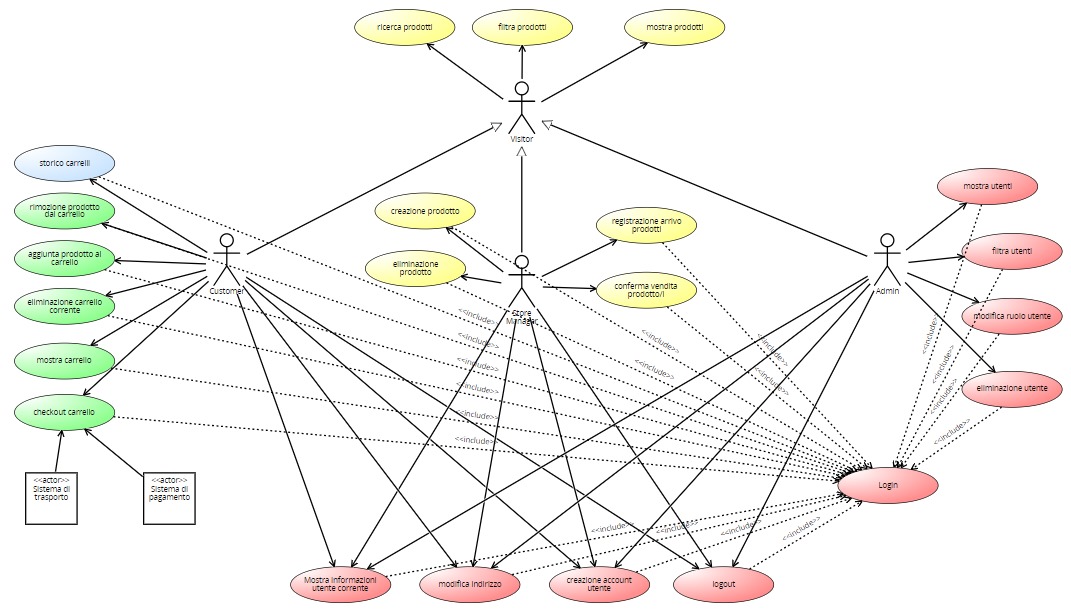 ricerca prodotti
filtra prodotti
mostra prodotti
Visitor
storico carrelli
rimozione prodotto
dal carrello
aggiunta prodotto al
carrello
eliminazione carrello
corrente
mostra carrello
checkout carrello
<<actor>>
Sistema di
trasporto
<<actor>>
Sistema di
pagamento
Customer
creazione prodotto
eliminazione
prodotto
registrazione arrivo
prodotti
conferma vendita
prodotto/i
Store
Manager
mostra utenti
filtra utenti
modifica ruolo utente
eliminazione utente
Admin
<<include>>
<<include>>
<<include>>
<<include>>
<<include>>
<<include>>
<<include>>
<<include>>
<<include>>
<<include>>
<<include>>
<<include>>
<<include>>
<<include>>
Login
<<include>>
<<include>>
<<include>>
<<include>>
Mostra informazioni
utente corrente
modifica indirizzo
creazione account
utente
logout